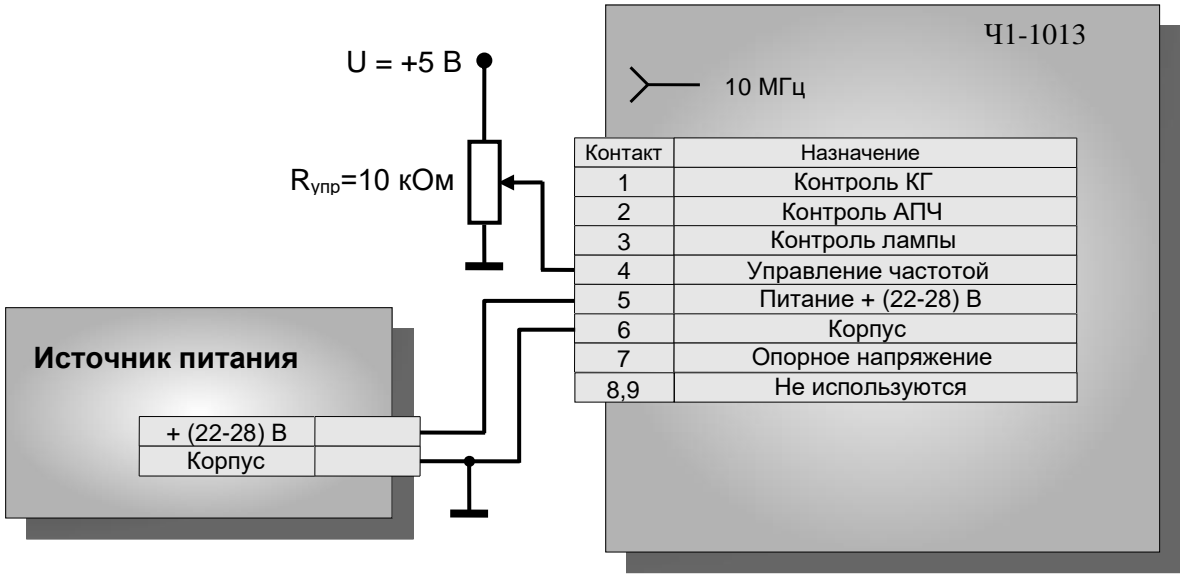 Ч1-1013
U = +5 В
10 МГц
Rупр=10 кОм
Контакт Назначение
1 Контроль КГ
2 Контроль АПЧ
3 Контроль лампы
4 Управление частотой
5 Питание + (22-28) В
6 Корпус
7 Опорное напряжение
8,9 Не используются
Источник питания
+ (22-28) В
Корпус